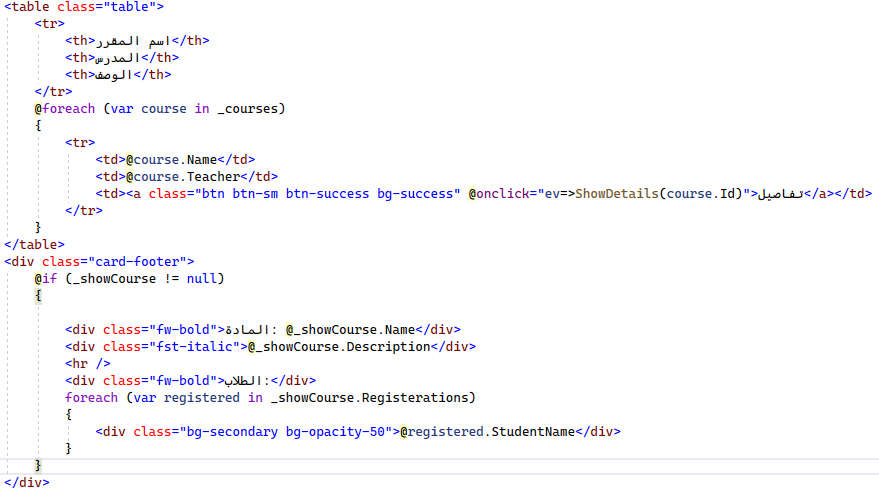 <table class="table">
    <tr>
        <th>اسم المقرر</th>
        <th>المدرس</th>
        <th>الوصف</th>
    </tr>
    @foreach (var course in _courses)
    {
        <tr>
            <td>@course.Name</td>
            <td>@course.Teacher</td>
            <td><a class="btn btn-sm btn-success bg-success" @onclick="ev=>ShowDetails(course.Id)">تفاصيل</a></td>
        </tr>
    }
</table>
<div class="card-footer">
    @if (_showCourse != null)
    {

        <div class="fw-bold">المادة: @_showCourse.Name</div>
        <div class="fst-italic">@_showCourse.Description</div>
        <hr />
        <div class="fw-bold">الطلاب:</div>
        foreach (var registered in _showCourse.Registerations)
        {
            <div class="bg-secondary bg-opacity-50">@registered.StudentName</div>
        }
    }
</div>